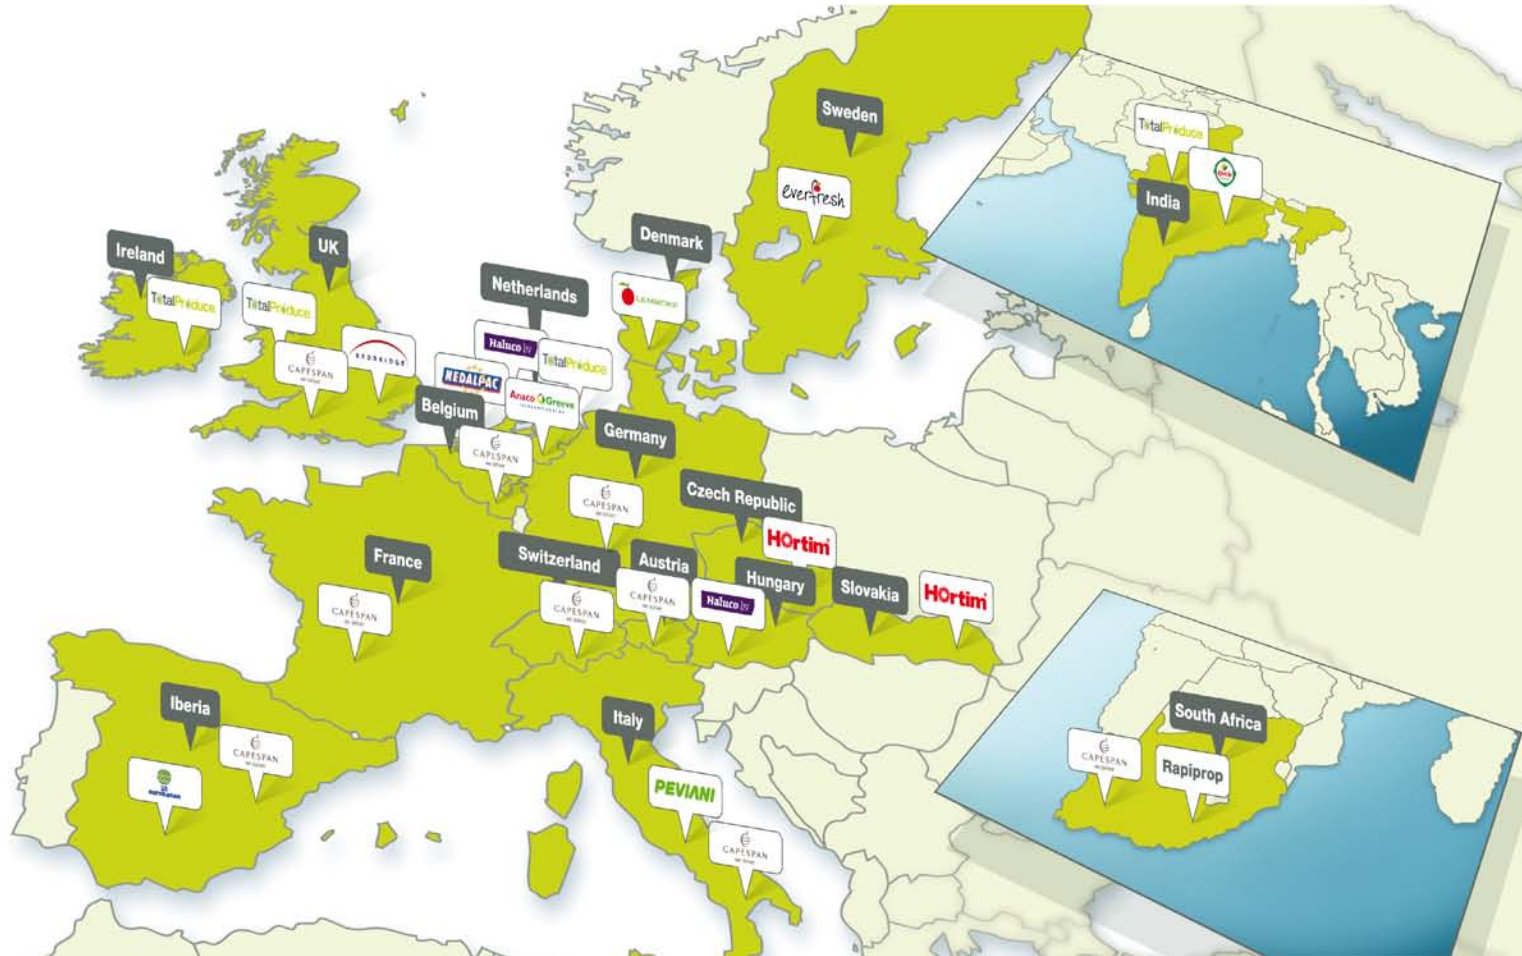 Sweden
everfresh
Ireland
TotalProduce
UK
TotalProduce
CAPESPAN
REDBRIDGE
Netherlands
Haluco BV
TotalProduce
NEDALPAC
Anaco Greeve
Denmark
LEMBCKE
Belgium
CAPESPAN
Germany
CAPESPAN
Czech Republic
HOrtim
France
CAPESPAN
Switzerland
CAPESPAN
Austria
CAPESPAN
Hungary
Haluco BV
Slovakia
HOrtim
Iberia
CAPESPAN
Italy
PEVIANI
CAPESPAN
TotalProduce
India
South Africa
CAPESPAN
Rapiprop